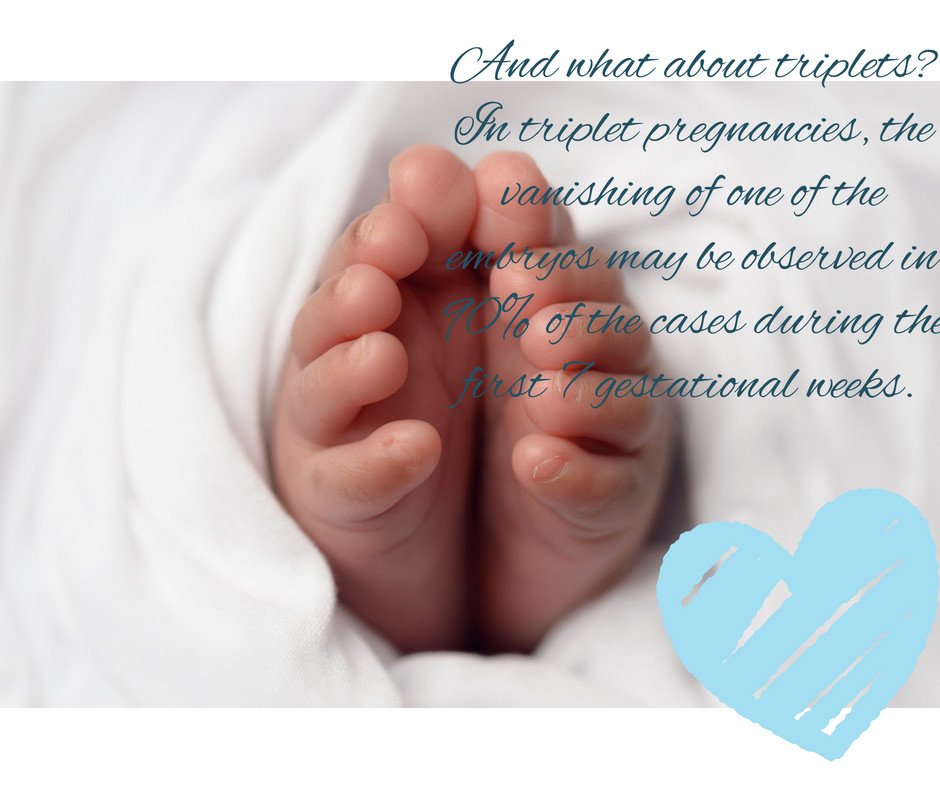 And what about triplets?
In triplet pregnancies, the
vanishing of one of the
embryos may be observed in
90% of the cases during the
first 7 gestational weeks.